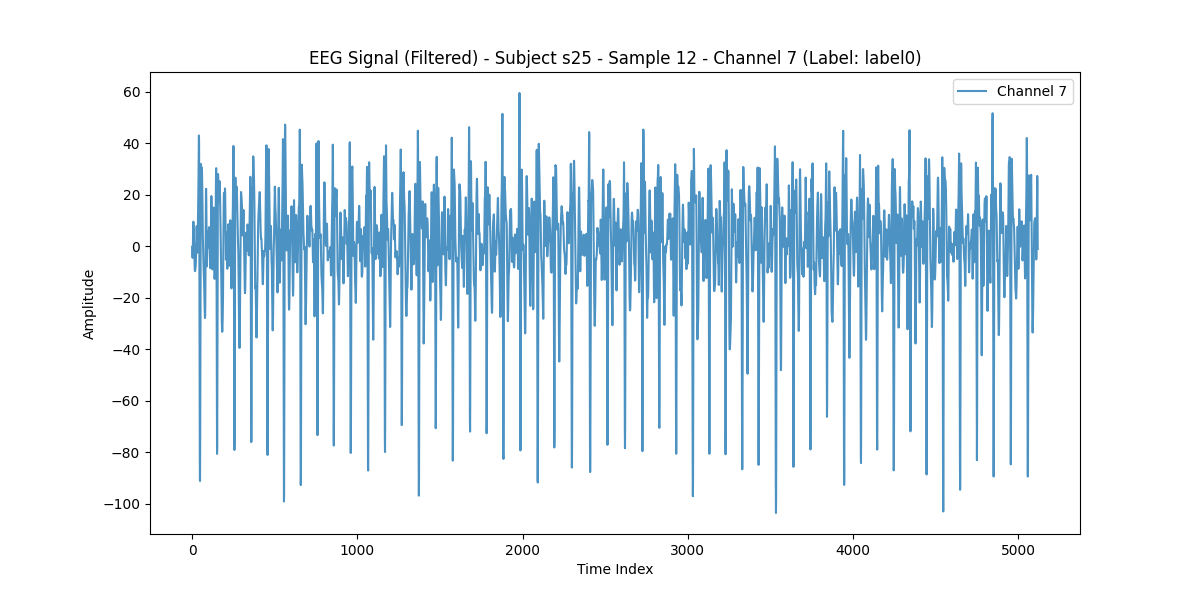 EEG Signal (Filtered) - Subject s25 - Sample 12 - Channel 7 (Label: label0)
Channel 7
60
40
20
0
−20
−40
−60
−80
−100
Amplitude
0 1000 2000 3000 4000 5000
Time Index